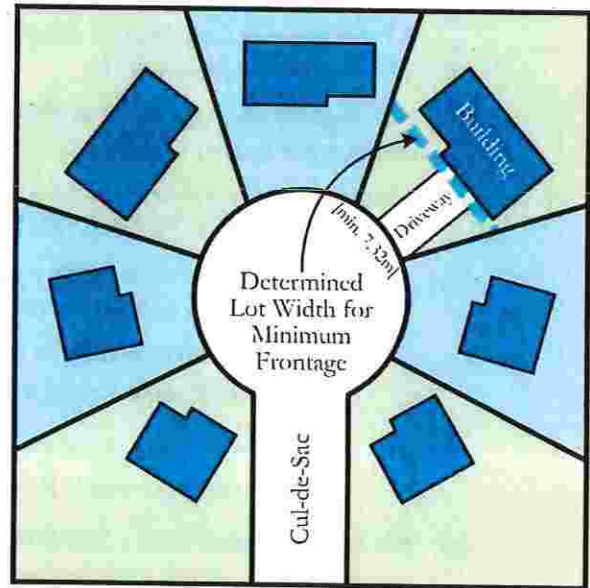 Building
Driveway
|min. 7.32m|
Determined
Lot Width for
Minimum
Frontage
Cul-de-Sac